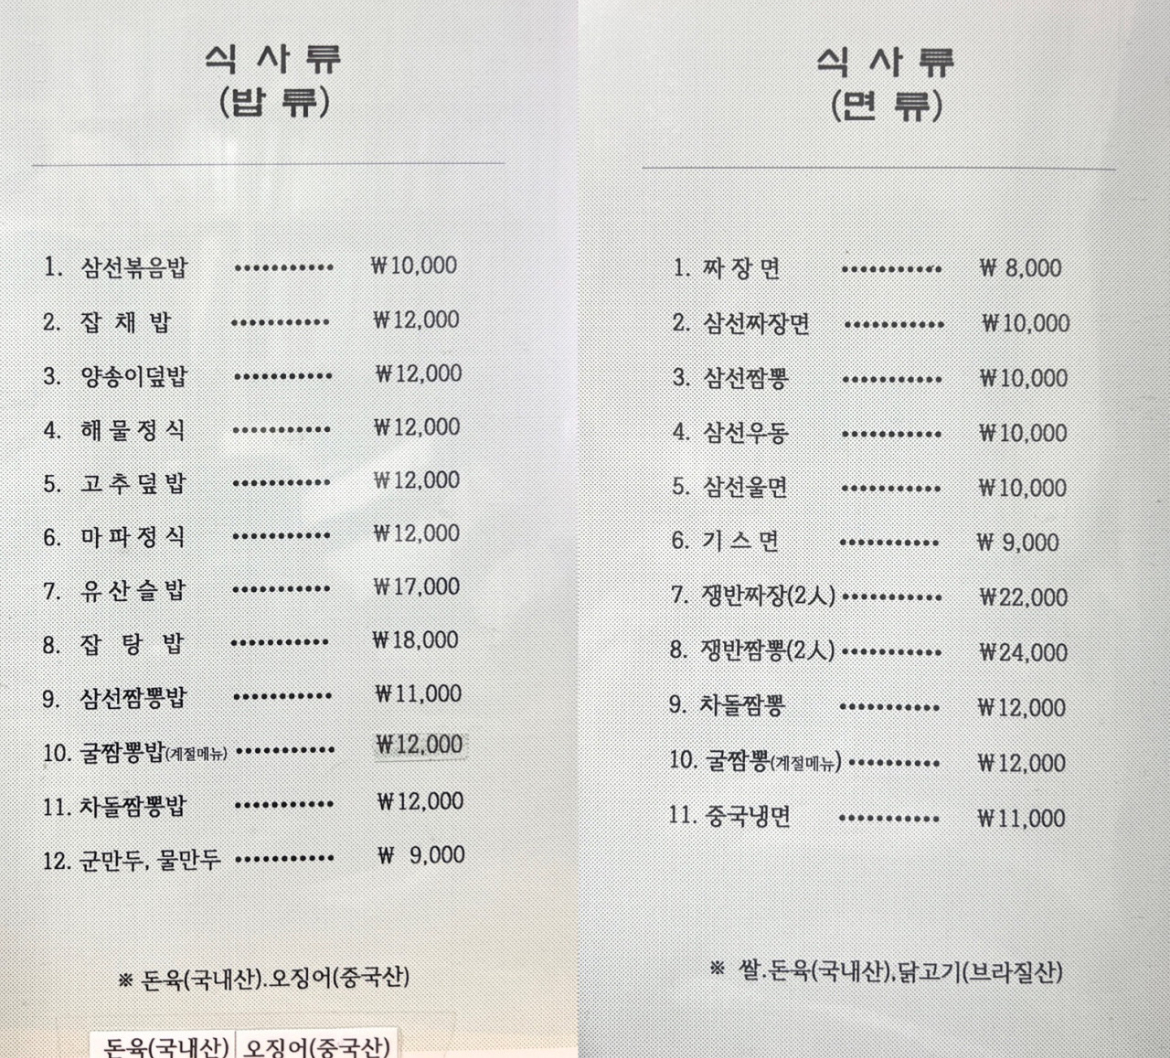 식 사 류
(밥 류)
1. 삼선볶음밥 ··········· ₩10,000
2. 잡 채 밥 ··········· ₩12,000
3. 양송이덮밥 ··········· ₩12,000
4. 해 물 정 식 ··········· ₩12,000
5. 고 추 덮 밥 ··········· ₩12,000
6. 마 파 정 식 ··········· ₩12,000
7. 유 산 슬 밥 ··········· ₩17,000
8. 잡 탕 밥 ··········· ₩18,000
9. 삼선짬뽕밥 ··········· ₩11,000
10. 굴짬뽕밥(계절메뉴) ··········· ₩12,000
11. 차돌짬뽕밥 ··········· ₩12,000
12. 군만두, 물만두 ··········· ₩ 9,000
※ 돈육(국내산).오징어(중국산)
돈육(국내산) 오징어(중국산)
식 사 류
(면 류)
1. 짜 장 면 ··········· ₩ 8,000
2. 삼선짜장면 ··········· ₩10,000
3. 삼선짬뽕 ··········· ₩10,000
4. 삼선우동 ··········· ₩10,000
5. 삼선울면 ··········· ₩10,000
6. 기 스 면 ··········· ₩ 9,000
7. 쟁반짜장(2人) ··········· ₩22,000
8. 쟁반짬뽕(2人) ··········· ₩24,000
9. 차돌짬뽕 ··········· ₩12,000
10. 굴짬뽕(계절메뉴) ·········· ₩12,000
11. 중국냉면 ··········· ₩11,000
※ 쌀.돈육(국내산),닭고기(브라질산)